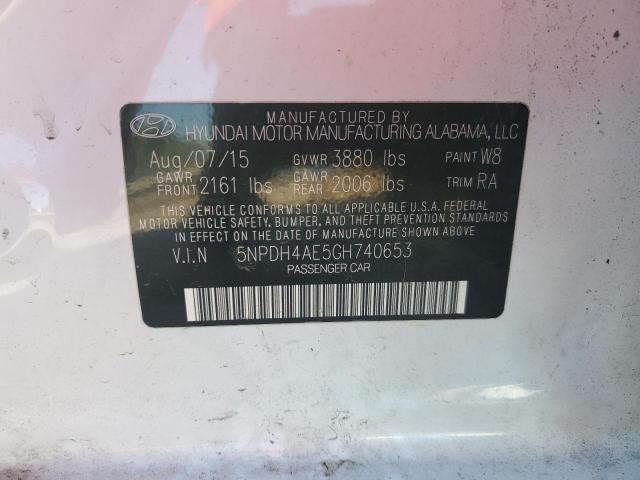 MANUFACTURED BY
HYUNDAI MOTOR MANUFACTURING ALABAMA, LLC
Aug/07/15 GVWR 3880 lbs PAINT W8
GAWR FRONT 2161 lbs GAWR REAR 2006 lbs TRIM RA
THIS VEHICLE CONFORMS TO ALL APPLICABLE U.S.A. FEDERAL
MOTOR VEHICLE SAFETY, BUMPER, AND THEFT PREVENTION STANDARDS
IN EFFECT ON THE DATE OF MANUFACTURE SHOWN ABOVE.
V.I.N 5NPDH4AE5GH740653
PASSENGER CAR